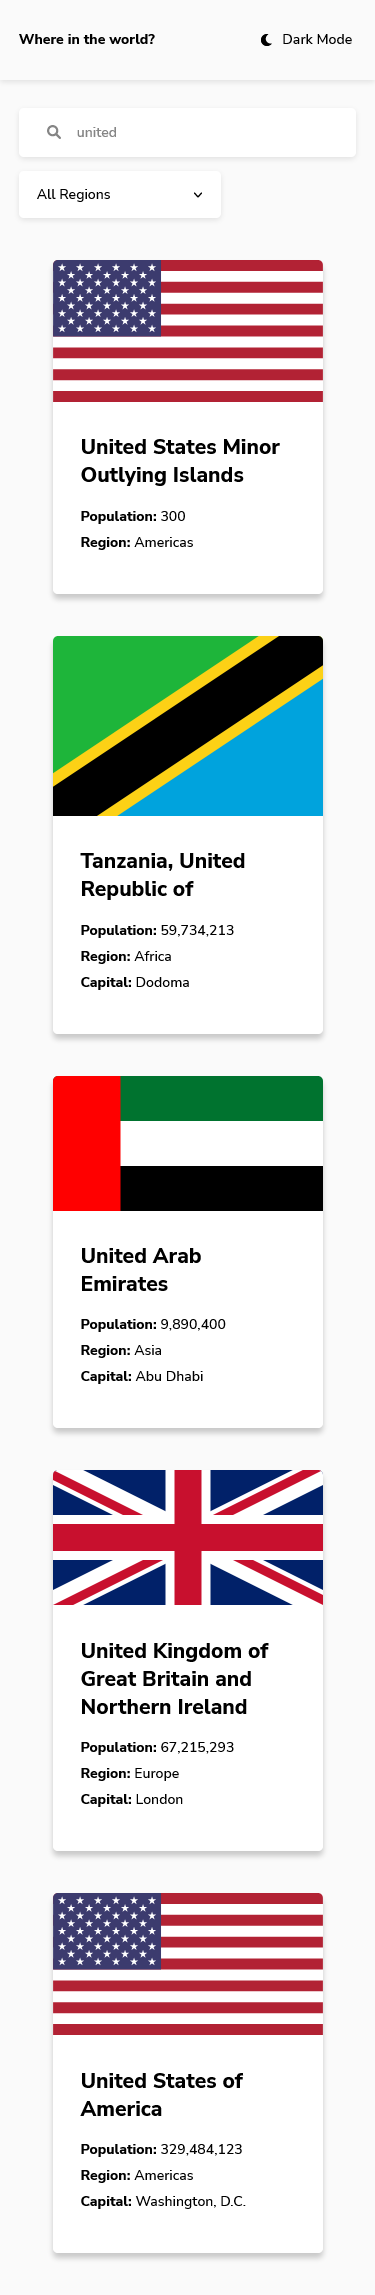 Where in the world?
Dark Mode
united
All Regions
United States Minor
Outlying Islands
Population: 300
Region: Americas
Tanzania, United
Republic of
Population: 59,734,213
Region: Africa
Capital: Dodoma
United Arab
Emirates
Population: 9,890,400
Region: Asia
Capital: Abu Dhabi
United Kingdom of
Great Britain and
Northern Ireland
Population: 67,215,293
Region: Europe
Capital: London
United States of
America
Population: 329,484,123
Region: Americas
Capital: Washington, D.C.